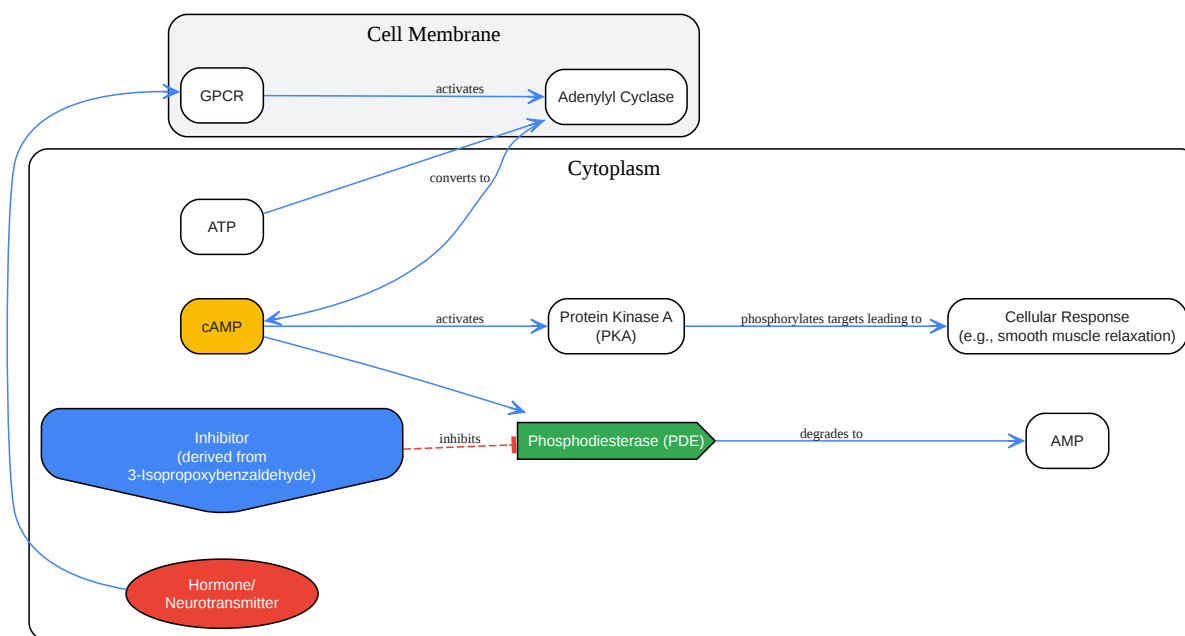 Cell Membrane
GPCR
activates
Adenylyl Cyclase
Cytoplasm
converts to
ATP
cAMP
activates
Protein Kinase A
(PKA)
phosphorylates targets leading to
Cellular Response
(e.g., smooth muscle relaxation)
Inhibitor
(derived from
3-Isopropoxybenzaldehyde)
inhibits
Phosphodiesterase (PDE)
degrades to
AMP
Hormone/
Neurotransmitter